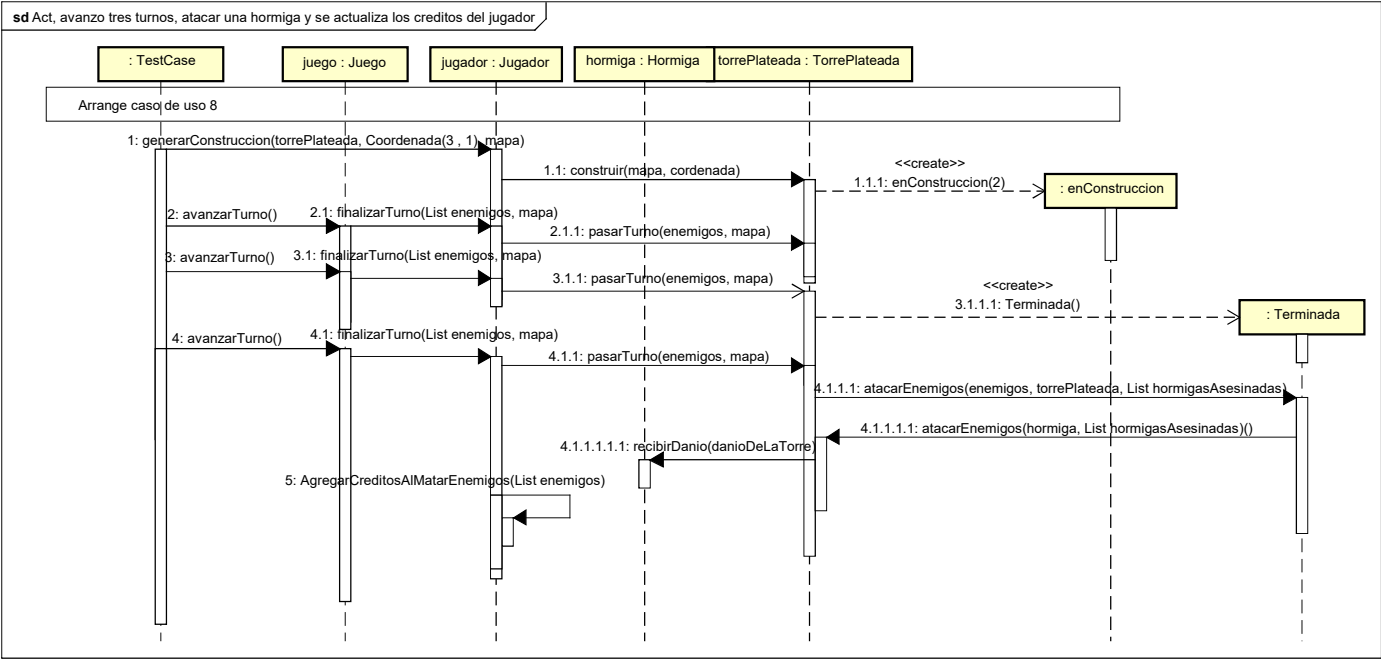 sd Act, avanzo tres turnos, atacar una hormiga y se actualiza los creditos del jugador
: TestCase
juego : Juego
jugador : Jugador
hormiga : Hormiga
torrePlateada : TorrePlateada
Arrange caso de uso 8
1: generarConstruccion(torrePlateada, Coordenada(3 , 1), mapa)
1.1: construir(mapa, cordenada)
<<create>>
1.1.1: enConstruccion(2)
: enConstruccion
2: avanzarTurno()
2.1: finalizarTurno(List enemigos, mapa)
2.1.1: pasarTurno(enemigos, mapa)
3: avanzarTurno()
3.1: finalizarTurno(List enemigos, mapa)
3.1.1: pasarTurno(enemigos, mapa)
<<create>>
3.1.1.1: Terminada()
: Terminada
4: avanzarTurno()
4.1: finalizarTurno(List enemigos, mapa)
4.1.1: pasarTurno(enemigos, mapa)
4.1.1.1: atacarEnemigos(enemigos, torrePlateada, List hormigasAsesinadas)
4.1.1.1.1: atacarEnemigos(hormiga, List hormigasAsesinadas)()
4.1.1.1.1.1: recibirDanio(danioDeLaTorre)
5: AgregarCreditosAlMatarEnemigos(List enemigos)